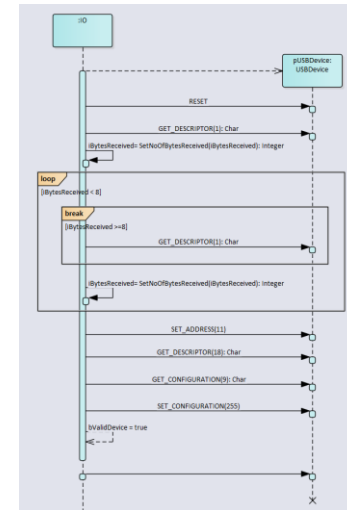 :IO
pUSBDevice:
USBDevice
RESET
GET_DESCRIPTOR(1): Char
iBytesReceived= SetNoOfBytesReceived(iBytesReceived): Integer
loop
[iBytesReceived < 8]
break
[iBytesReceived >=8]
GET_DESCRIPTOR(1): Char
iBytesReceived= SetNoOfBytesReceived(iBytesReceived): Integer
SET_ADDRESS(11)
GET_DESCRIPTOR(18): Char
GET_CONFIGURATION(9): Char
SET_CONFIGURATION(255)
bValidDevice = true